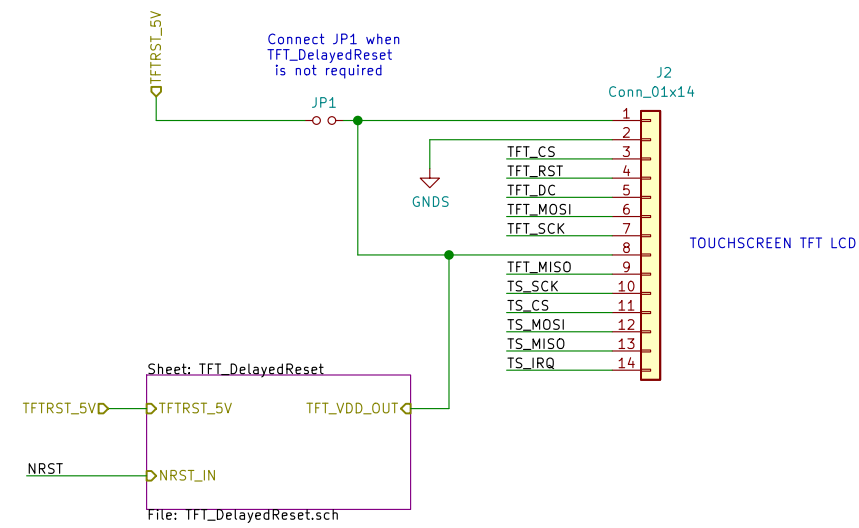 TFTRST_5V
Connect JP1 when
TFT_DelayedReset
is not required
JP1
J2
Conn_01x14
1
2
TFT_CS 3
TFT_RST 4
TFT_DC 5
TFT_MOSI 6
TFT_SCK 7
8
TFT_MISO 9
TS_SCK 10
TS_CS 11
TS_MOSI 12
TS_MISO 13
TS_IRQ 14
GNDS
TOUCHSCREEN TFT LCD
Sheet: TFT_DelayedReset
TFTRST_5V TFTRST_5V TFT_VDD_OUT
NRST NRST_IN
File: TFT_DelayedReset.sch